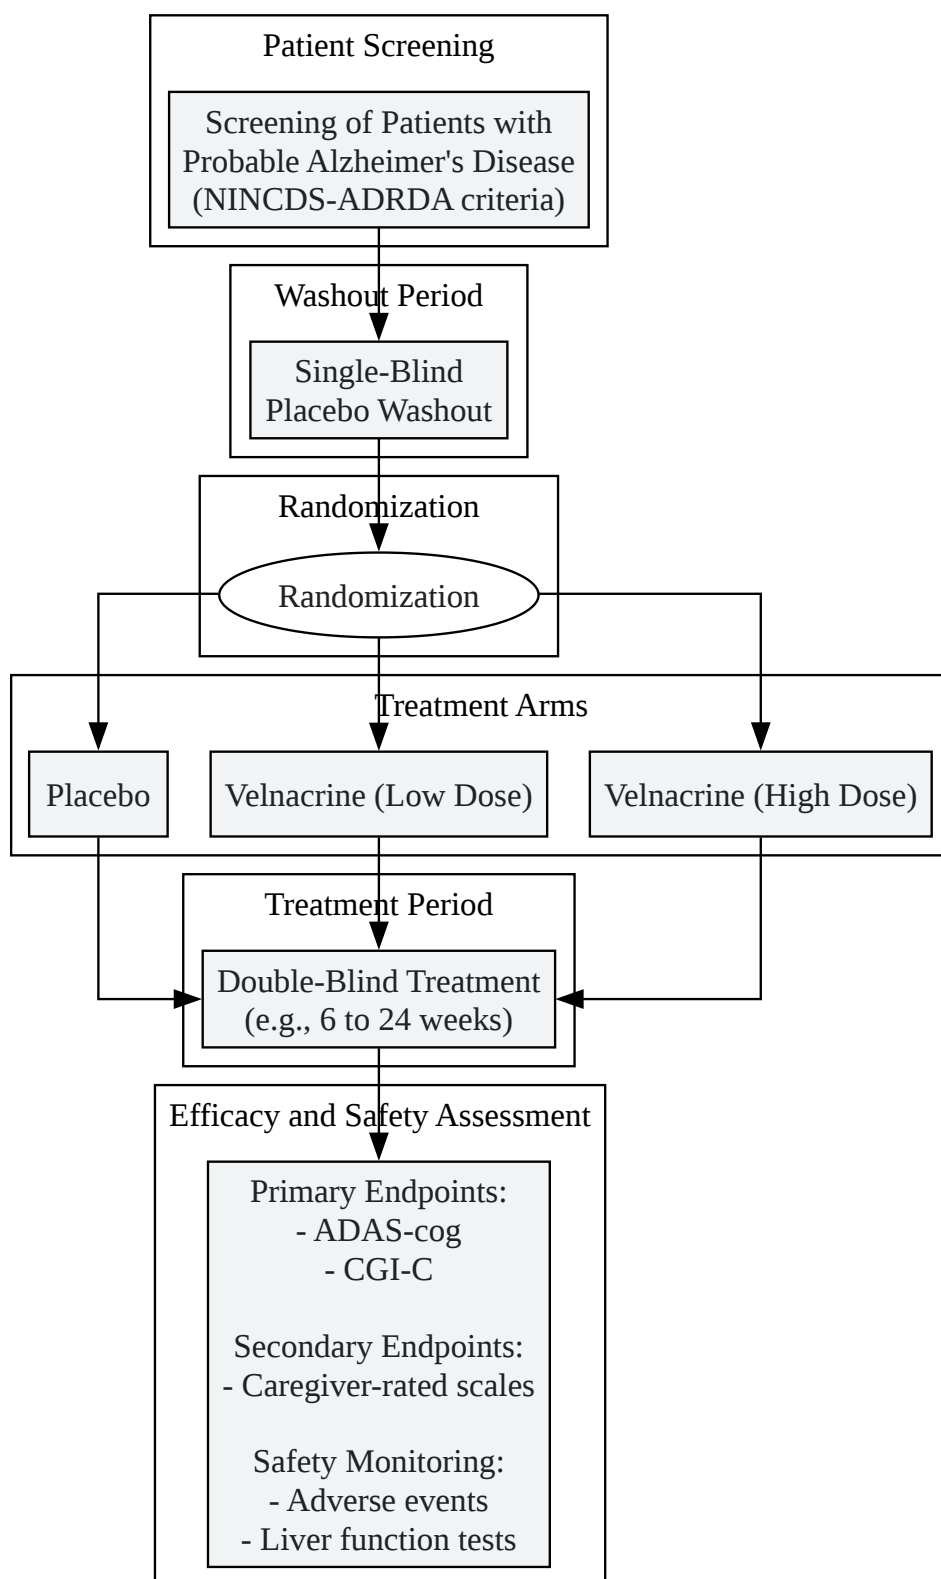 Patient Screening
Screening of Patients with
Probable Alzheimer's Disease
(NINCDS-ADRDA criteria)
Washout Period
Single-Blind
Placebo Washout
Randomization
Randomization
Treatment Arms
Placebo
Velnacrine (Low Dose)
Velnacrine (High Dose)
Treatment Period
Double-Blind Treatment
(e.g., 6 to 24 weeks)
Efficacy and Safety Assessment
Primary Endpoints:
- ADAS-cog
- CGI-C
Secondary Endpoints:
- Caregiver-rated scales
Safety Monitoring:
- Adverse events
- Liver function tests